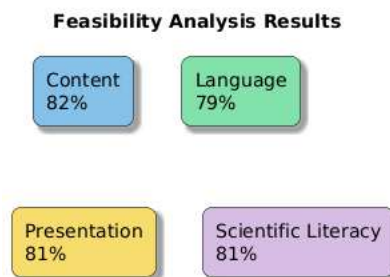 Feasibility Analysis Results
Content
82%
Language
79%
Presentation
81%
Scientific Literacy
81%